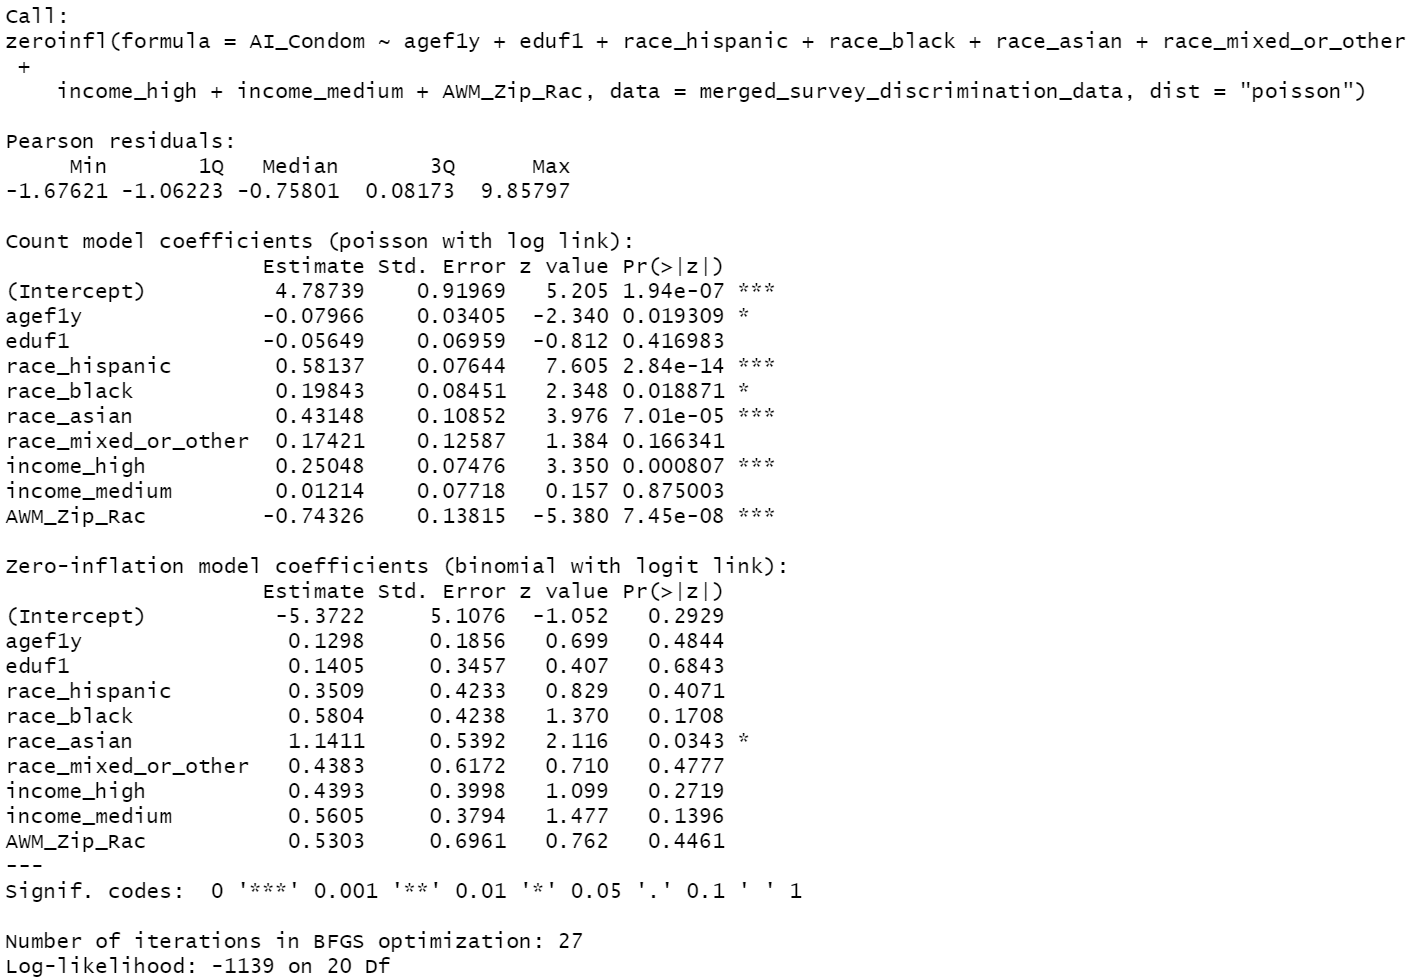 Call:
zeroinfl(formula = AI_Condom ~ agef1y + eduf1 + race_hispanic + race_black + race_asian + race_mixed_or_other
 +
    income_high + income_medium + AWM_Zip_Rac, data = merged_survey_discrimination_data, dist = "poisson")

Pearson residuals:
     Min       1Q   Median       3Q      Max
-1.67621 -1.06223 -0.75801  0.08173  9.85797

Count model coefficients (poisson with log link):
                    Estimate Std. Error z value Pr(>|z|)
(Intercept)          4.78739    0.91969   5.205 1.94e-07 ***
agef1y              -0.07966    0.03405  -2.340 0.019309 *
eduf1               -0.05649    0.06959  -0.812 0.416983
race_hispanic        0.58137    0.07644   7.605 2.84e-14 ***
race_black           0.19843    0.08451   2.348 0.018871 *
race_asian           0.43148    0.10852   3.976 7.01e-05 ***
race_mixed_or_other  0.17421    0.12587   1.384 0.166341
income_high          0.25048    0.07476   3.350 0.000807 ***
income_medium        0.01214    0.07718   0.157 0.875003
AWM_Zip_Rac         -0.74326    0.13815  -5.380 7.45e-08 ***

Zero-inflation model coefficients (binomial with logit link):
                    Estimate Std. Error z value Pr(>|z|)
(Intercept)          -5.3722     5.1076  -1.052   0.2929
agef1y                0.1298     0.1856   0.699   0.4844
eduf1                 0.1405     0.3457   0.407   0.6843
race_hispanic         0.3509     0.4233   0.829   0.4071
race_black            0.5804     0.4238   1.370   0.1708
race_asian            1.1411     0.5392   2.116   0.0343 *
race_mixed_or_other   0.4383     0.6172   0.710   0.4777
income_high           0.4393     0.3998   1.099   0.2719
income_medium         0.5605     0.3794   1.477   0.1396
AWM_Zip_Rac           0.5303     0.6961   0.762   0.4461
---
Signif. codes:  0 '***' 0.001 '**' 0.01 '*' 0.05 '.' 0.1 ' ' 1

Number of iterations in BFGS optimization: 27
Log-likelihood: -1139 on 20 Df